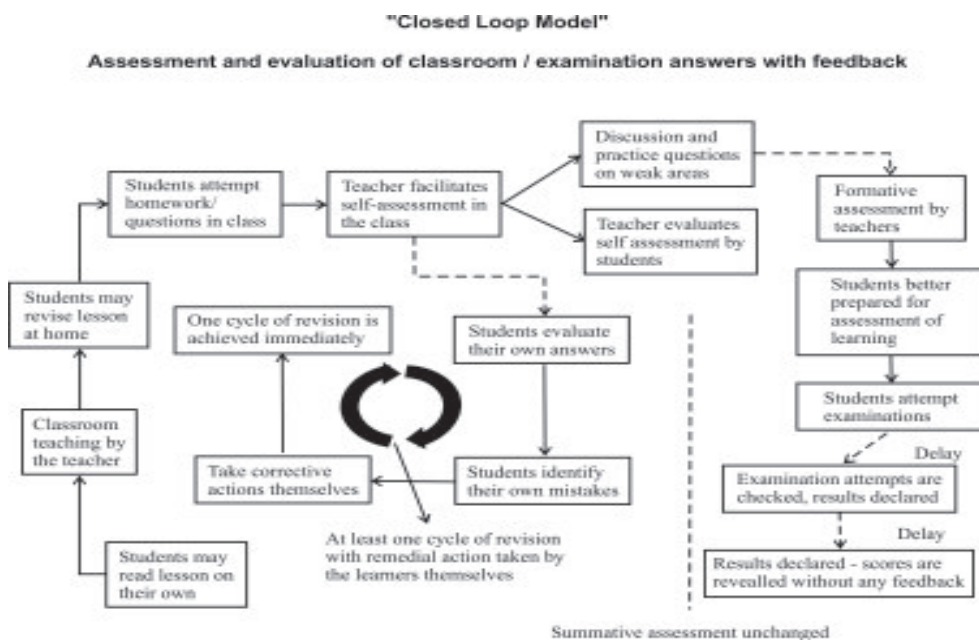 "Closed Loop Model"
Assessment and evaluation of classroom / examination answers with feedback
Students may
read lesson on
their own
Classroom
teaching by
the teacher
Students may
revise lesson
at home
Students attempt
homework/
questions in class
Teacher facilitates
self-assessment in
the class
Discussion and
practice questions
on weak areas
Teacher evaluates
self assessment by
students
Students evaluate
their own answers
Students identify
their own mistakes
Take corrective
actions themselves
One cycle of revision is
achieved immediately
At least one cycle of revision
with remedial action taken by
the learners themselves
Formative
assessment by
teachers
Students better
prepared for
assessment of
learning
Students attempt
examinations
Delay
Examination attempts are
checked, results declared
Delay
Results declared - scores are
revealled without any feedback
Summative assessment unchanged